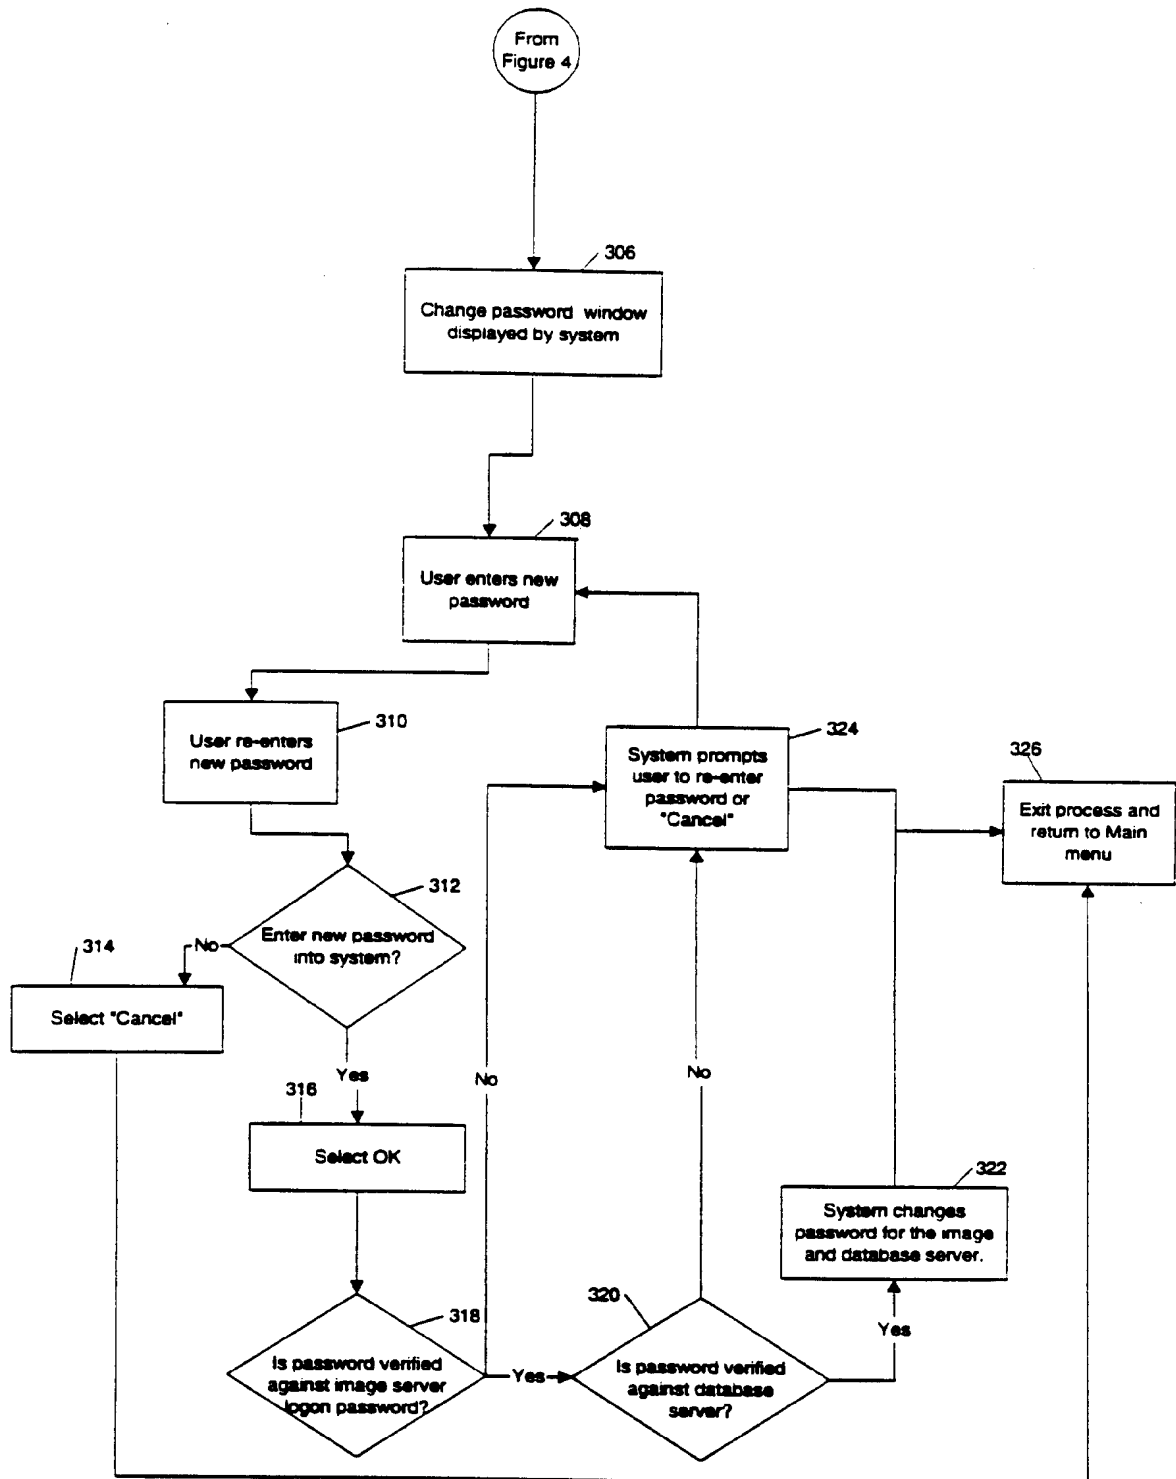 From
Figure 4
306
Change password window
displayed by system
308
User enters new
password
310
User re-enters
new password
324
System prompts
user to re-enter
password or
"Cancel"
326
Exit process and
return to Main
menu
312
Enter new password
into system?
No
314
Select "Cancel"
Yes
No
No
316
Select OK
322
System changes
password for the image
and database server.
318
Is password verified
against image server
logon password?
Yes
320
Is password verified
against database
server?
Yes